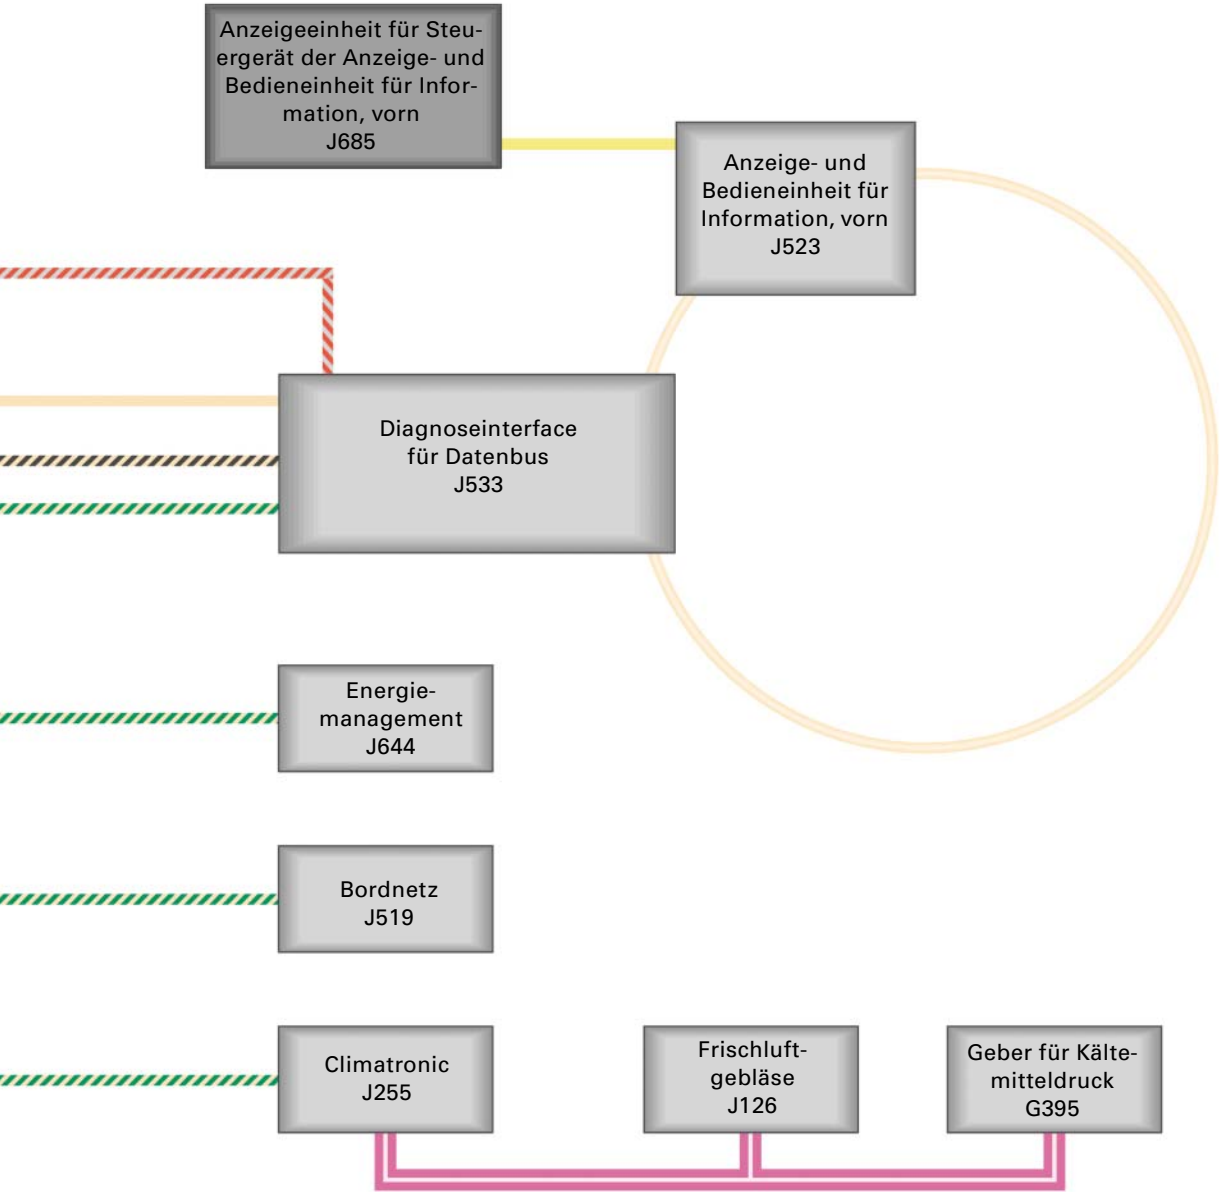 Anzeigeeinheit für Steu-
ergerät der Anzeige- und
Bedieneinheit für Infor-
mation, vorn
J685
Anzeige- und
Bedieneinheit für
Information, vorn
J523
Diagnoseinterface
für Datenbus
J533
Energie-
management
J644
Bordnetz
J519
Climatronic
J255
Frischluft-
gebläse
J126
Geber für Kälte-
mitteldruck
G395